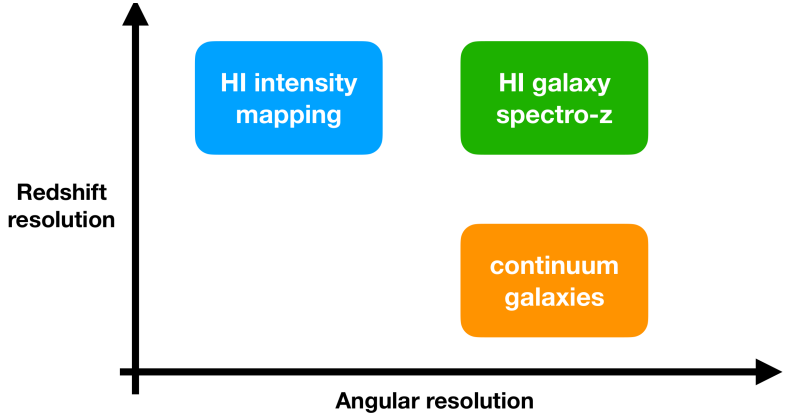 HI intensity
mapping
HI galaxy
spectro-z
Redshift
resolution
continuum
galaxies
Angular resolution